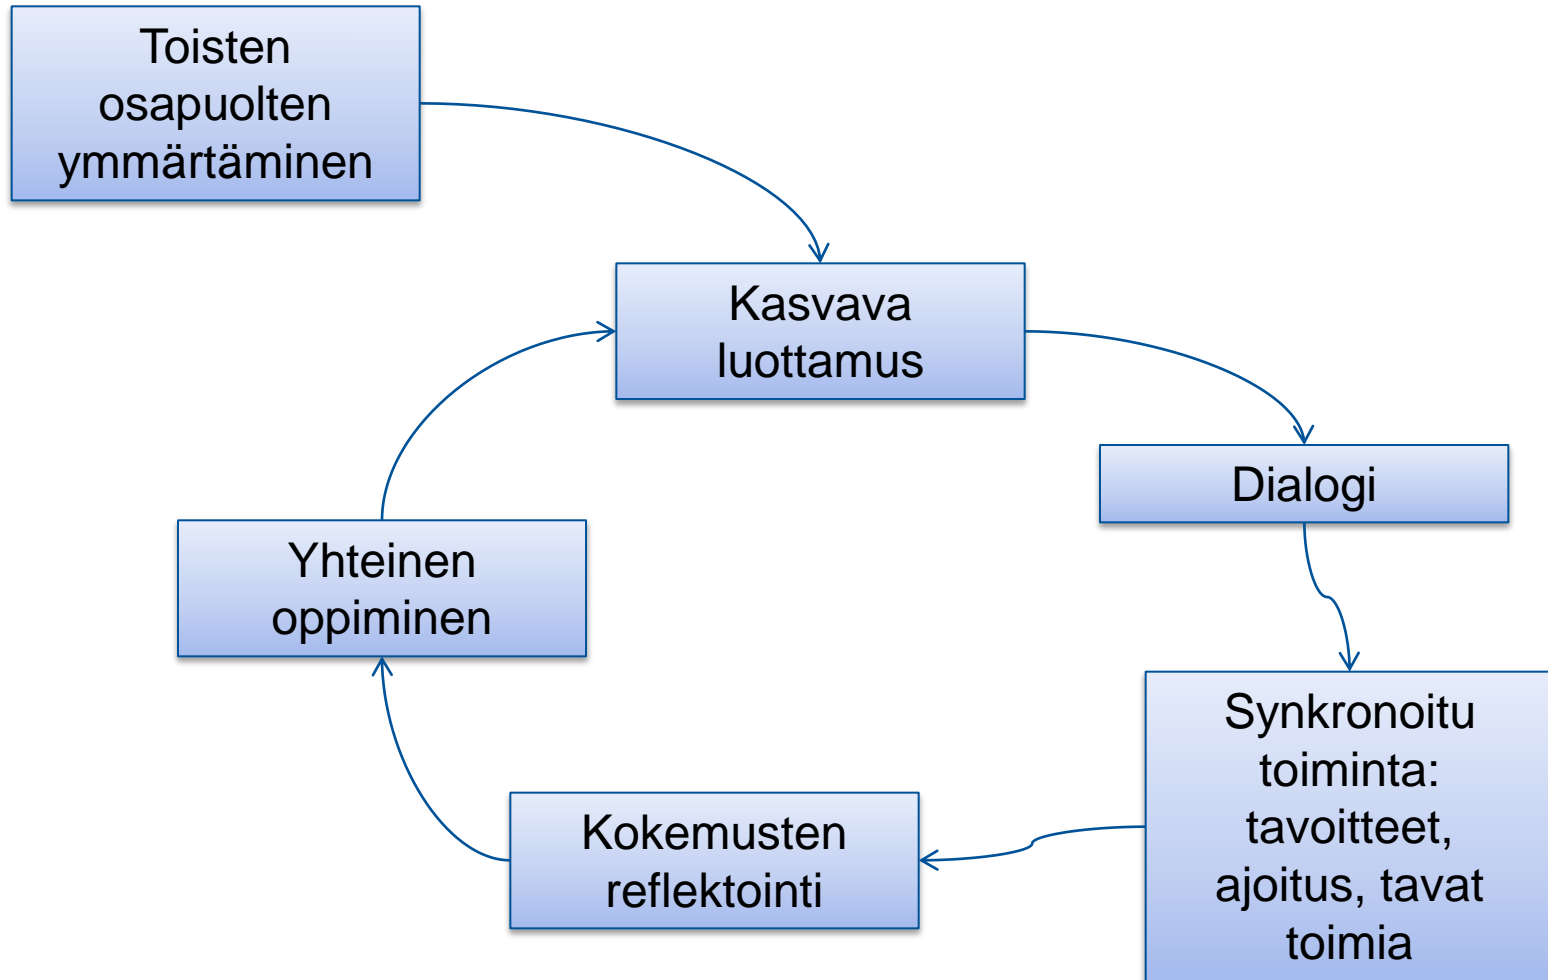 Toisten
osapuolten
ymmärtäminen
Kasvava
luottamus
Dialogi
Synkronoitu
toiminta:
tavoitteet,
ajoitus, tavat
toimia
Kokemusten
reflektointi
Yhteinen
oppiminen